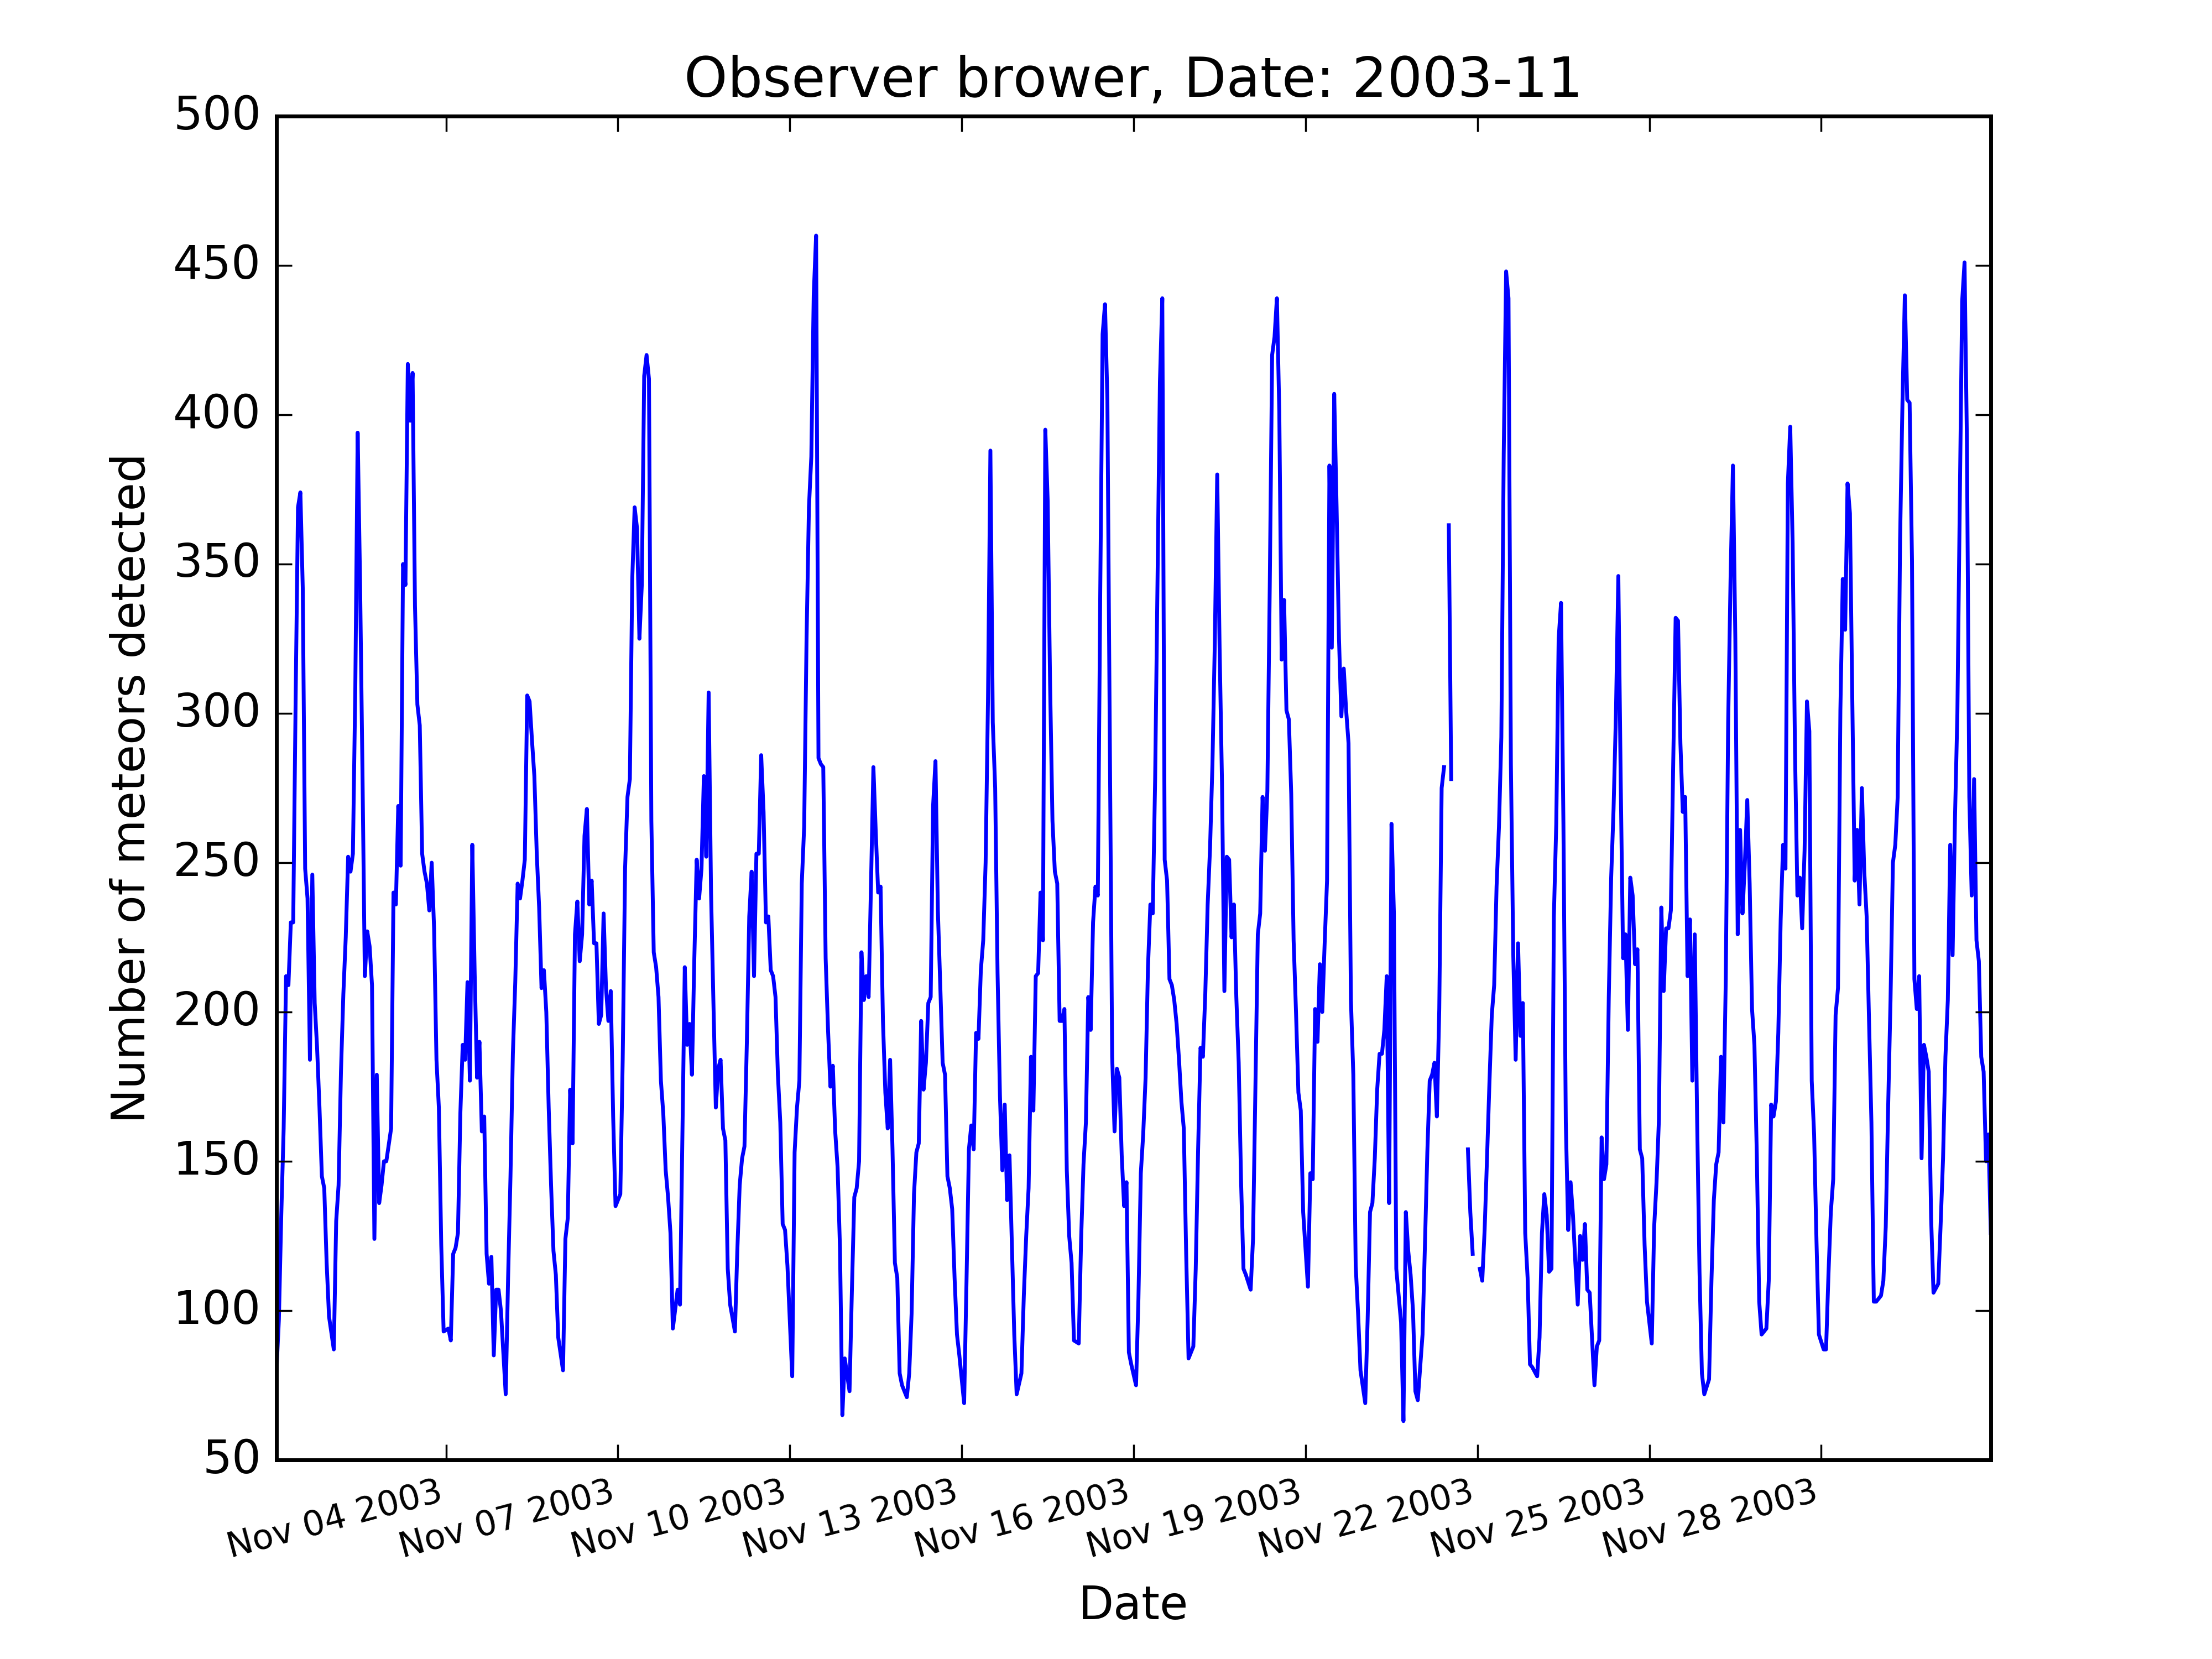 Observer brower, Date: 2003-11
500
450
400
350
300
250
200
150
100
50
Number of meteors detected
Nov 04 2003
Nov 07 2003
Nov 10 2003
Nov 13 2003
Nov 16 2003
Nov 19 2003
Nov 22 2003
Nov 25 2003
Nov 28 2003
Date